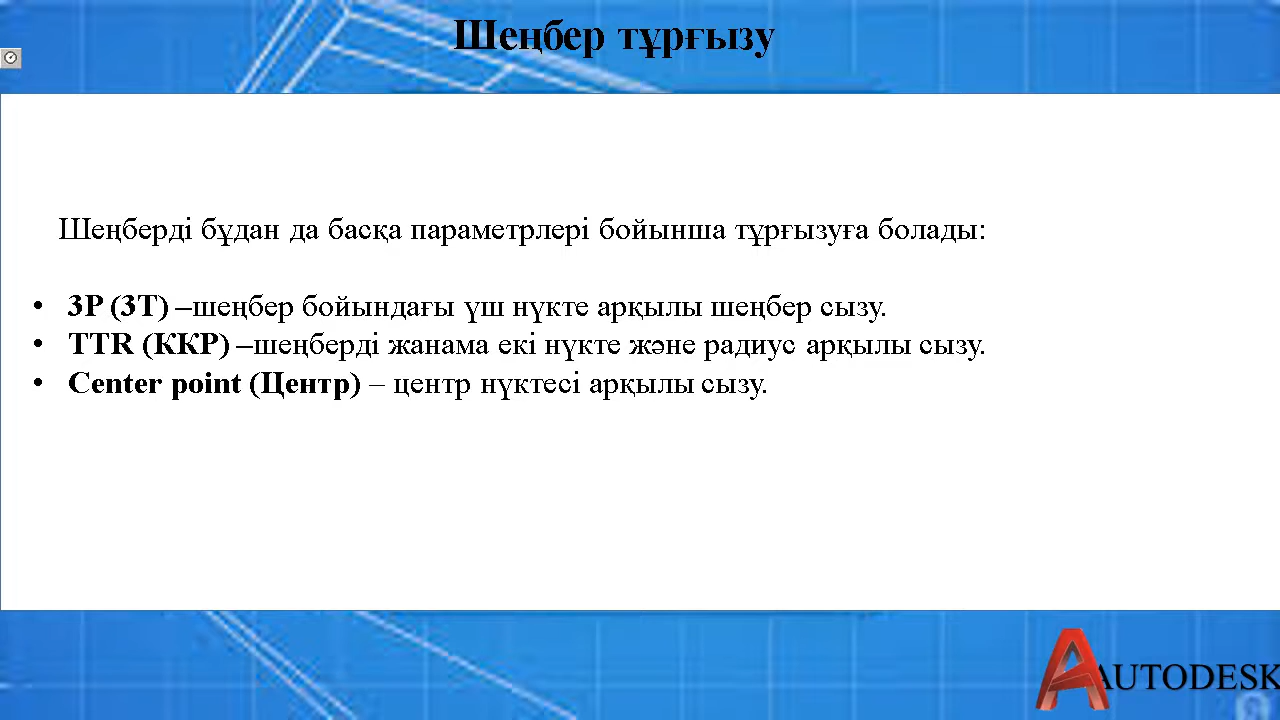 Шеңбер тұрғызу
Шеңберді бұдан да басқа параметрлері бойынша тұрғызуға болады:
• 3P (3T) –шеңбер бойындағы үш нүкте арқылы шеңбер сызу.
• TTR (ККР) –шеңберді жанама екі нүкте және радиус арқылы сызу.
• Center point (Центр) – центр нүктесі арқылы сызу.
AUTODESK